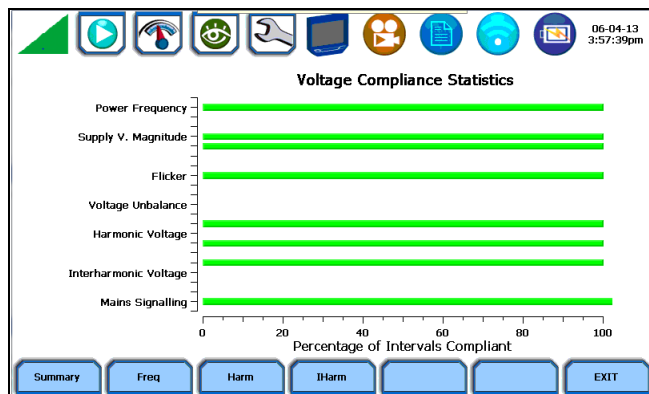 06-04-13
3:57:39pm
Voltage Compliance Statistics
Power Frequency
Supply V. Magnitude
Flicker
Voltage Unbalance
Harmonic Voltage
Interharmonic Voltage
Mains Signalling
0 20 40 60 80 100
Percentage of Intervals Compliant
Summary Freq Harm IHarm EXIT